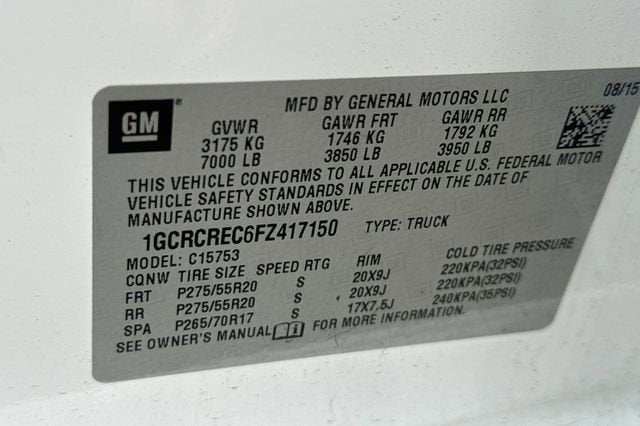 GM®
MFD BY GENERAL MOTORS LLC 08/15
GVWR GAWR FRT GAWR RR
3175 KG 1746 KG 1792 KG
7000 LB 3850 LB 3950 LB
THIS VEHICLE CONFORMS TO ALL APPLICABLE U.S. FEDERAL MOTOR
VEHICLE SAFETY STANDARDS IN EFFECT ON THE DATE OF
MANUFACTURE SHOWN ABOVE.
1GCRCREC6FZ417150 TYPE: TRUCK
MODEL: C15753
CQNW TIRE SIZE SPEED RTG RIM COLD TIRE PRESSURE
FRT P275/55R20 S 20X9J 220KPA(32PSI)
RR P275/55R20 S 20X9J 220KPA(32PSI)
SPA P265/70R17 S 17X7.5J 240KPA(35PSI)
SEE OWNER'S MANUAL i FOR MORE INFORMATION.